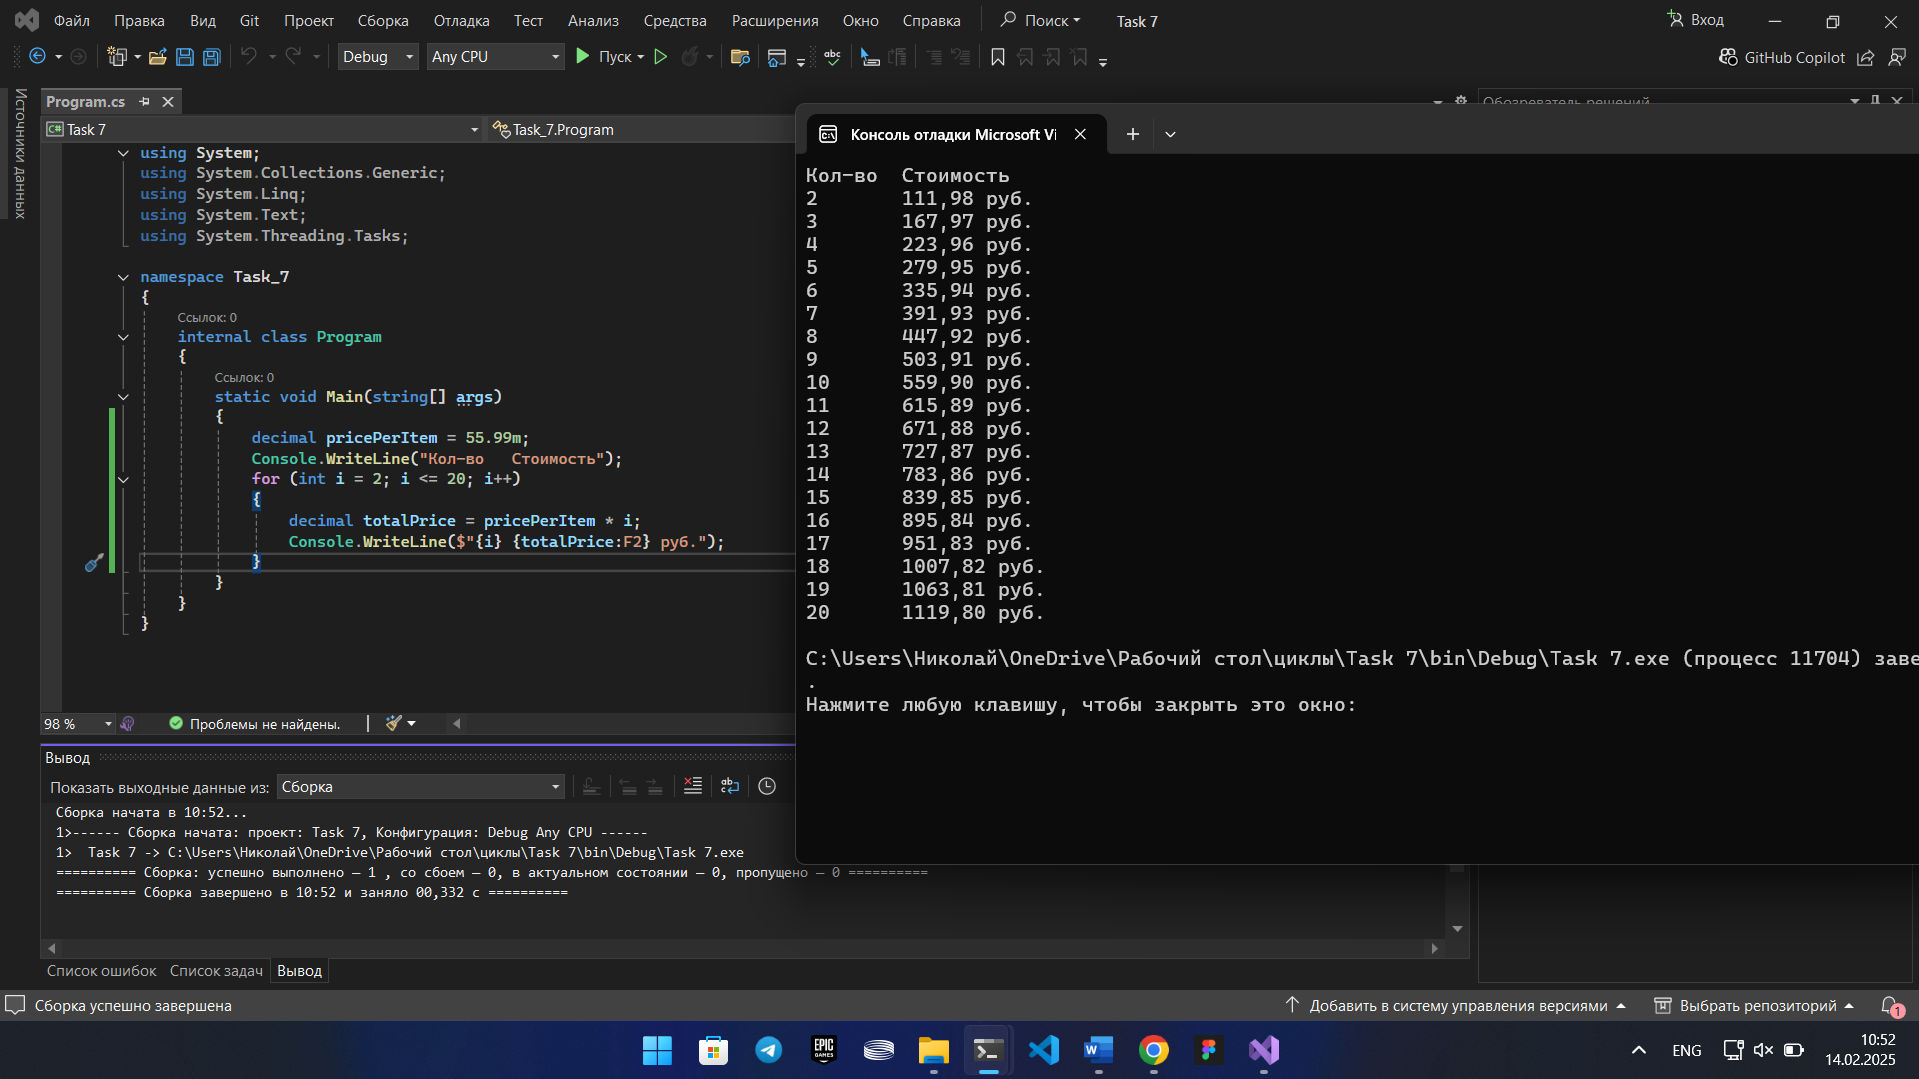 Файл Правка Вид Git Проект Сборка Отладка Тест Анализ Средства Расширения Окно Справка Поиск Task 7 Вход
Debug Any CPU Пуск abc GitHub Copilot
Источники данных
Program.cs
Обозреватель решений
C# Task 7 Task_7.Program
using System;
using System.Collections.Generic;
using System.Linq;
using System.Text;
using System.Threading.Tasks;
namespace Task_7
{
Ссылок: 0
internal class Program
{
Ссылок: 0
static void Main(string[] args)
{
decimal pricePerItem = 55.99m;
Console.WriteLine("Кол-во   Стоимость");
for (int i = 2; i <= 20; i++)
{
decimal totalPrice = pricePerItem * i;
Console.WriteLine($"{i} {totalPrice:F2} руб.");
}
}
}
}
98 % Проблемы не найдены.
Консоль отладки Microsoft Vi
Кол-во  Стоимость
2 111,98 руб.
3 167,97 руб.
4 223,96 руб.
5 279,95 руб.
6 335,94 руб.
7 391,93 руб.
8 447,92 руб.
9 503,91 руб.
10 559,90 руб.
11 615,89 руб.
12 671,88 руб.
13 727,87 руб.
14 783,86 руб.
15 839,85 руб.
16 895,84 руб.
17 951,83 руб.
18 1007,82 руб.
19 1063,81 руб.
20 1119,80 руб.
C:\Users\Николай\OneDrive\Рабочий стол\циклы\Task 7\bin\Debug\Task 7.exe (процесс 11704) заве
.
Нажмите любую клавишу, чтобы закрыть это окно:
Вывод
Показать выходные данные из: Сборка
Сборка начата в 10:52...
1>------ Сборка начата: проект: Task 7, Конфигурация: Debug Any CPU ------
1>  Task 7 -> C:\Users\Николай\OneDrive\Рабочий стол\циклы\Task 7\bin\Debug\Task 7.exe
========== Сборка: успешно выполнено — 1 , со сбоем — 0, в актуальном состоянии — 0, пропущено — 0 ==========
========== Сборка завершено в 10:52 и заняло 00,332 с ==========
Список ошибок Список задач Вывод
Сборка успешно завершена Добавить в систему управления версиями Выбрать репозиторий 1
EPIC GAMES W ENG 10:52
14.02.2025